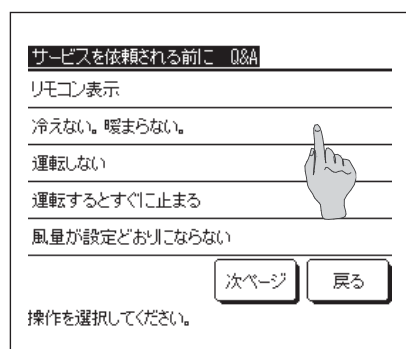 サービスを依頼される前に Q&A
リモコン表示
冷えない。暖まらない。
運転しない
運転するとすぐに止まる
風量が設定どおりにならない
次ページ 戻る
操作を選択してください。